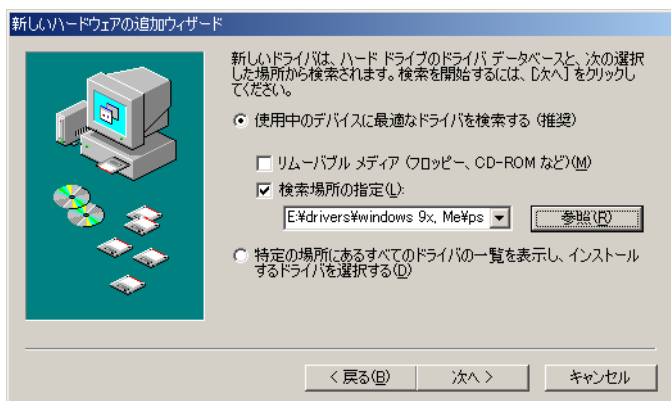 新しいハードウェアの追加ウィザード
新しいドライバは、ハード ドライブのドライバ データベースと、次の選択
した場所から検索されます。検索を開始するには、[次へ] をクリックし
てください。
使用中のデバイスに最適なドライバを検索する (推奨)
リムーバブル メディア (フロッピー、CD-ROM など)(M)
検索場所の指定(L):
E:¥drivers¥windows 9x, Me¥ps
参照(R)
特定の場所にあるすべてのドライバの一覧を表示し、インストール
するドライバを選択する(D)
< 戻る(B)
次へ >
キャンセル